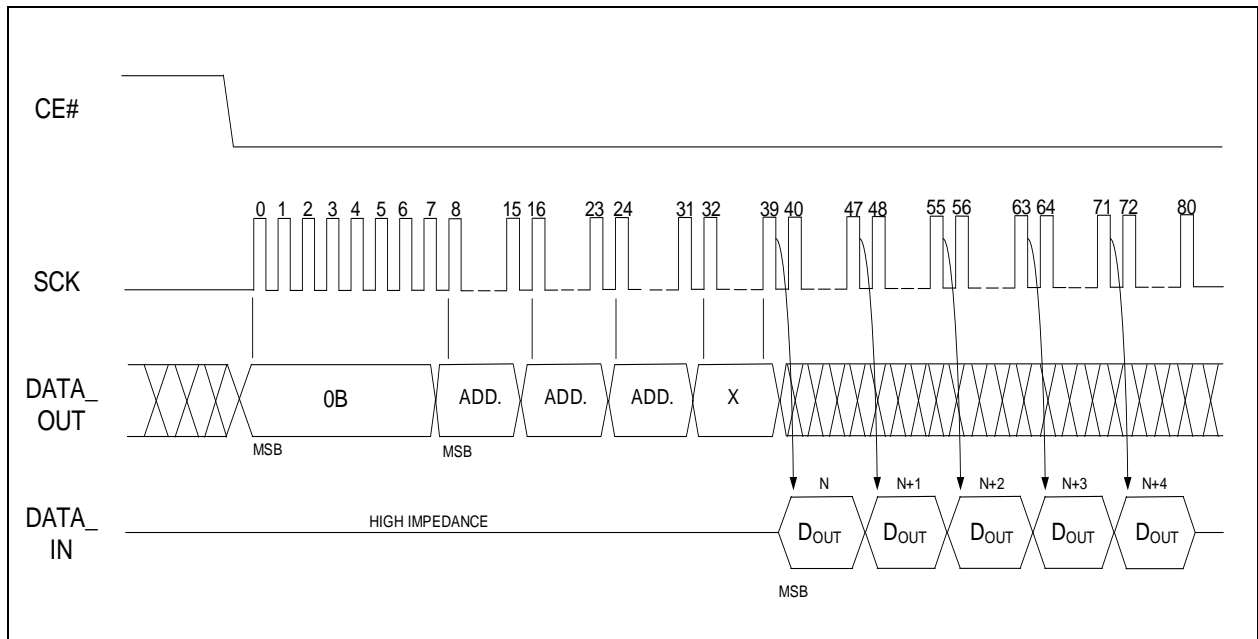 CE#
0 1 2 3 4 5 6 7 8 15 16 23 24 31 32 39 40 47 48 55 56 63 64 71 72 80
SCK
DATA_
OUT
0B ADD. ADD. ADD. X
MSB MSB
N N+1 N+2 N+3 N+4
DATA_
IN
HIGH IMPEDANCE
DOUT DOUT DOUT DOUT DOUT
MSB